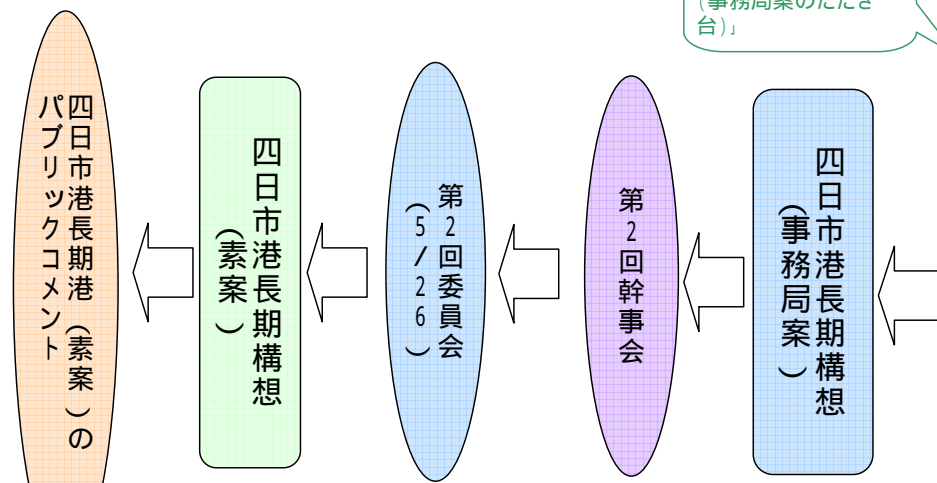 (事務局案のたたき
台)」
四日市港長期構想
(事務局案)
第2回幹事会
第2回委員会
(5/26)
四日市港長期構想
(素案)
四日市港長期港(素案)の
パブリックコメント